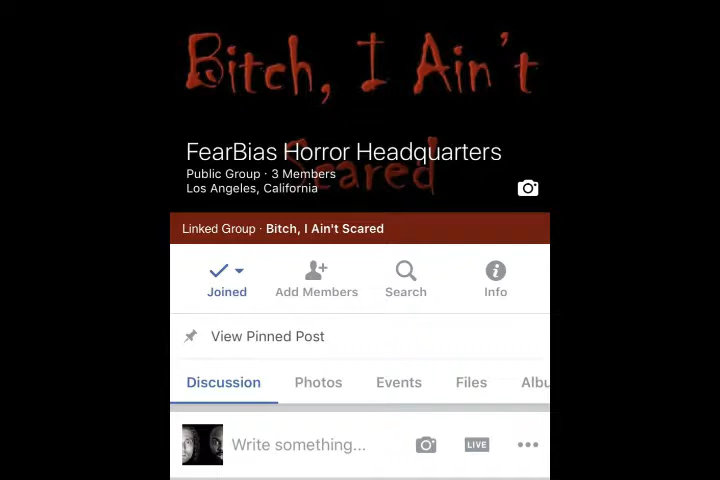 Bitch, I Ain't
Scared
FearBias Horror Headquarters
Public Group · 3 Members
Los Angeles, California
Linked Group · Bitch, I Ain't Scared
Joined Add Members Search Info
View Pinned Post
Discussion Photos Events Files Albu
Write something... LIVE